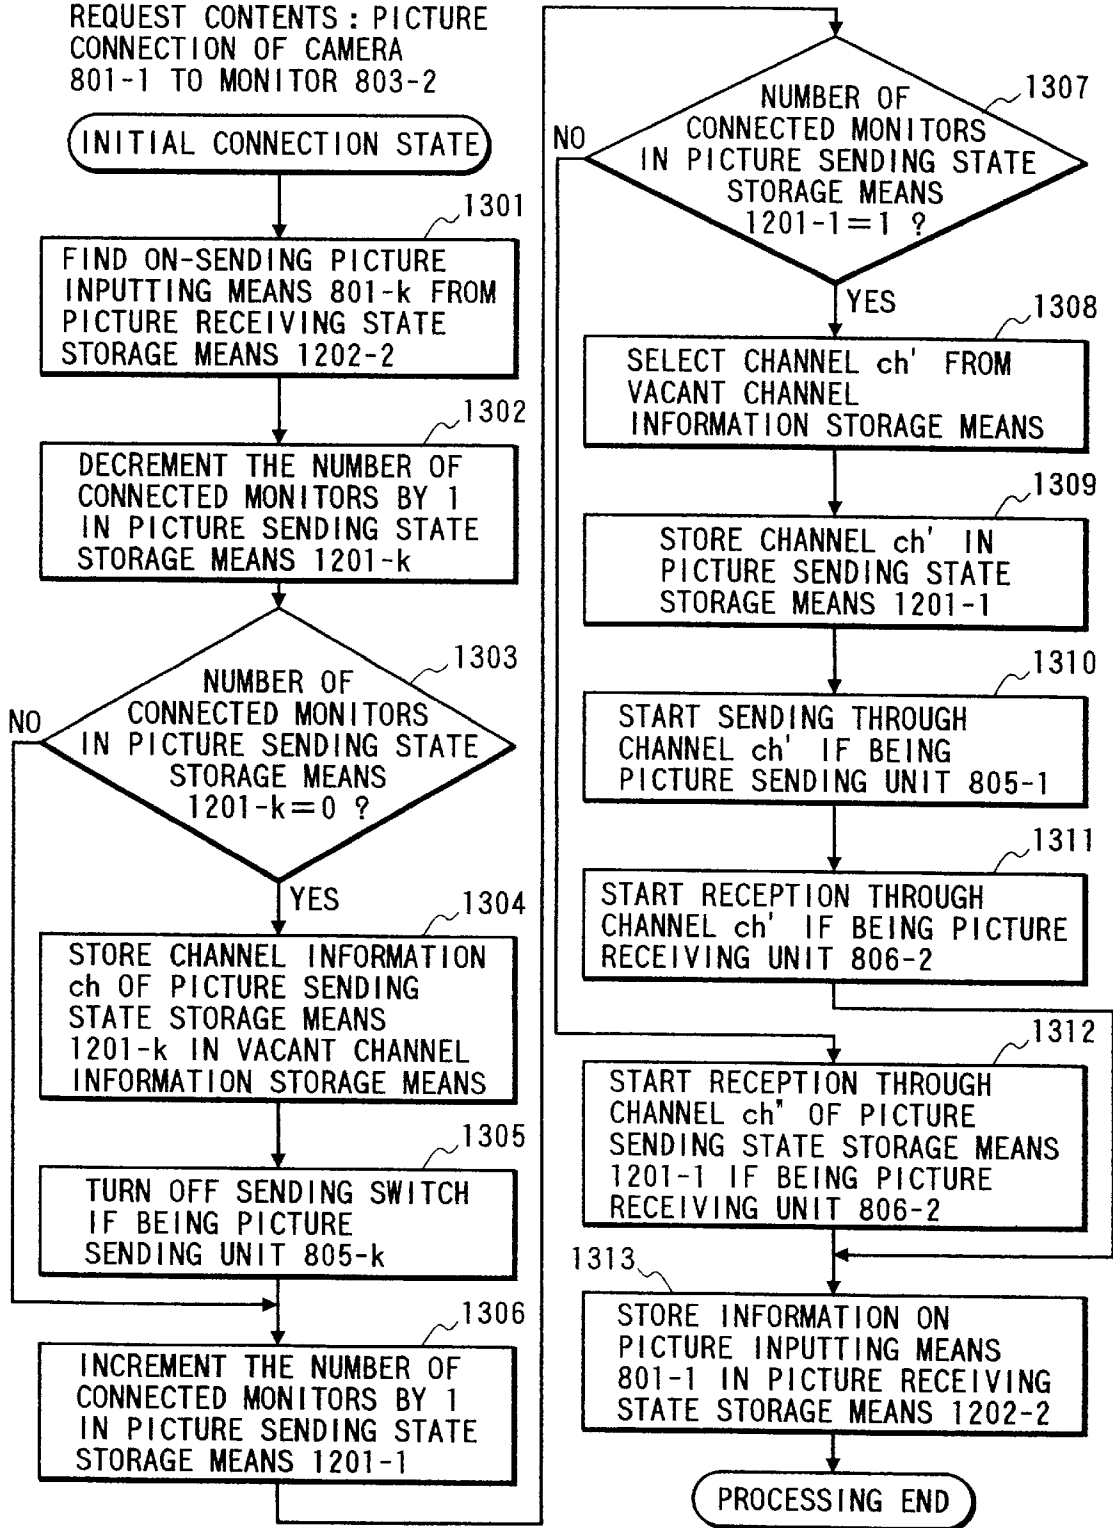 REQUEST CONTENTS : PICTURE
CONNECTION OF CAMERA
801-1 TO MONITOR 803-2
INITIAL CONNECTION STATE
1301
FIND ON-SENDING PICTURE
INPUTTING MEANS 801-k FROM
PICTURE RECEIVING STATE
STORAGE MEANS 1202-2
1302
DECREMENT THE NUMBER OF
CONNECTED MONITORS BY 1
IN PICTURE SENDING STATE
STORAGE MEANS 1201-k
1303
NUMBER OF
CONNECTED MONITORS
IN PICTURE SENDING STATE
STORAGE MEANS
1201-k=0 ?
NO
YES
1304
STORE CHANNEL INFORMATION
ch OF PICTURE SENDING
STATE STORAGE MEANS
1201-k IN VACANT CHANNEL
INFORMATION STORAGE MEANS
1305
TURN OFF SENDING SWITCH
IF BEING PICTURE
SENDING UNIT 805-k
1306
INCREMENT THE NUMBER OF
CONNECTED MONITORS BY 1
IN PICTURE SENDING STATE
STORAGE MEANS 1201-1
1307
NUMBER OF
CONNECTED MONITORS
IN PICTURE SENDING STATE
STORAGE MEANS
1201-1=1 ?
NO
YES
1308
SELECT CHANNEL ch' FROM
VACANT CHANNEL
INFORMATION STORAGE MEANS
1309
STORE CHANNEL ch' IN
PICTURE SENDING STATE
STORAGE MEANS 1201-1
1310
START SENDING THROUGH
CHANNEL ch' IF BEING
PICTURE SENDING UNIT 805-1
1311
START RECEPTION THROUGH
CHANNEL ch' IF BEING PICTURE
RECEIVING UNIT 806-2
1312
START RECEPTION THROUGH
CHANNEL ch" OF PICTURE
SENDING STATE STORAGE MEANS
1201-1 IF BEING PICTURE
RECEIVING UNIT 806-2
1313
STORE INFORMATION ON
PICTURE INPUTTING MEANS
801-1 IN PICTURE RECEIVING
STATE STORAGE MEANS 1202-2
PROCESSING END